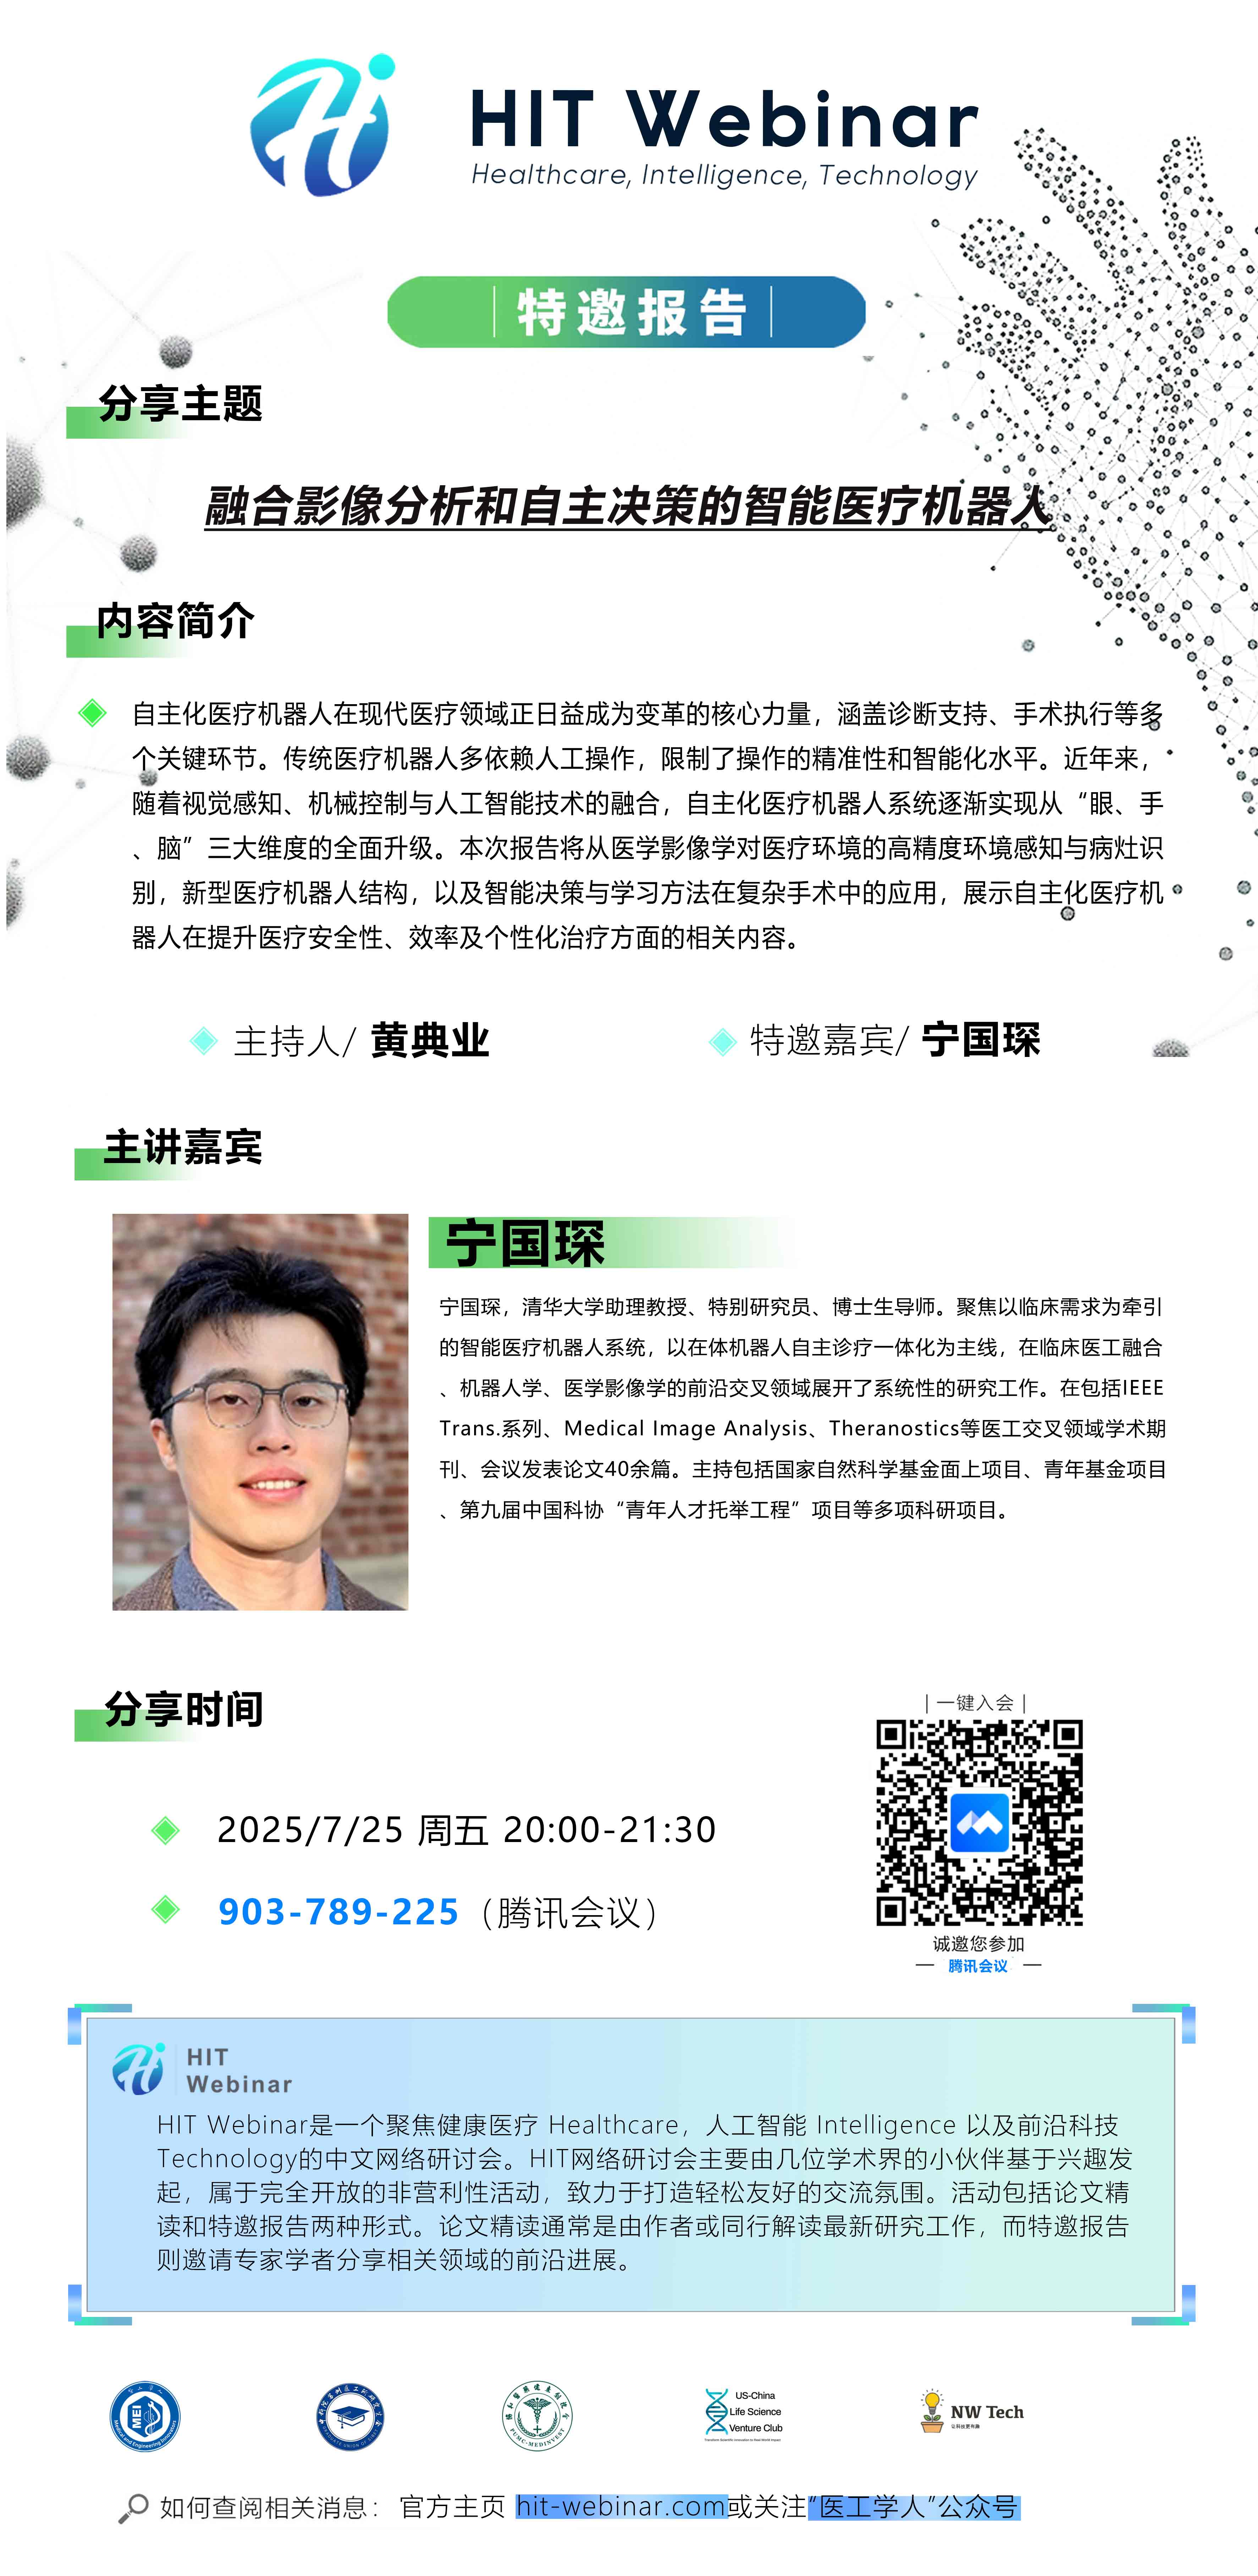 HIT Webinar
Healthcare, Intelligence, Technology
特邀报告
分享主题
融合影像分析和自主决策的智能医疗机器人
内容简介
自主化医疗机器人在现代医疗领域正日益成为变革的核心力量，涵盖诊断支持、手术执行等多
个关键环节。传统医疗机器人多依赖人工操作，限制了操作的精准性和智能化水平。近年来，
随着视觉感知、机械控制与人工智能技术的融合，自主化医疗机器人系统逐渐实现从“眼、手
、脑”三大维度的全面升级。本次报告将从医学影像学对医疗环境的高精度环境感知与病灶识
别，新型医疗机器人结构，以及智能决策与学习方法在复杂手术中的应用，展示自主化医疗机
器人在提升医疗安全性、效率及个性化治疗方面的相关内容。
主持人/ 黄典业
特邀嘉宾/ 宁国琛
主讲嘉宾
宁国琛
宁国琛，清华大学助理教授、特别研究员、博士生导师。聚焦以临床需求为牵引
的智能医疗机器人系统，以在体机器人自主诊疗一体化为主线，在临床医工融合
、机器人学、医学影像学的前沿交叉领域展开了系统性的研究工作。在包括IEEE
Trans.系列、Medical Image Analysis、Theranostics等医工交叉领域学术期
刊、会议发表论文40余篇。主持包括国家自然科学基金面上项目、青年基金项目
、第九届中国科协“青年人才托举工程”项目等多项科研项目。
分享时间
2025/7/25 周五 20:00-21:30
903-789-225（腾讯会议）
| 一键入会 |
诚邀您参加
腾讯会议
HIT
Webinar
HIT Webinar是一个聚焦健康医疗 Healthcare，人工智能 Intelligence 以及前沿科技
Technology的中文网络研讨会。HIT网络研讨会主要由几位学术界的小伙伴基于兴趣发
起，属于完全开放的非营利性活动，致力于打造轻松友好的交流氛围。活动包括论文精
读和特邀报告两种形式。论文精读通常是由作者或同行解读最新研究工作，而特邀报告
则邀请专家学者分享相关领域的前沿进展。
MEI
PUMC-MEDINVEST
US-China
Life Science
Venture Club
NW Tech
让科技更有趣
如何查阅相关消息： 官方主页 hit-webinar.com或关注“医工学人”公众号